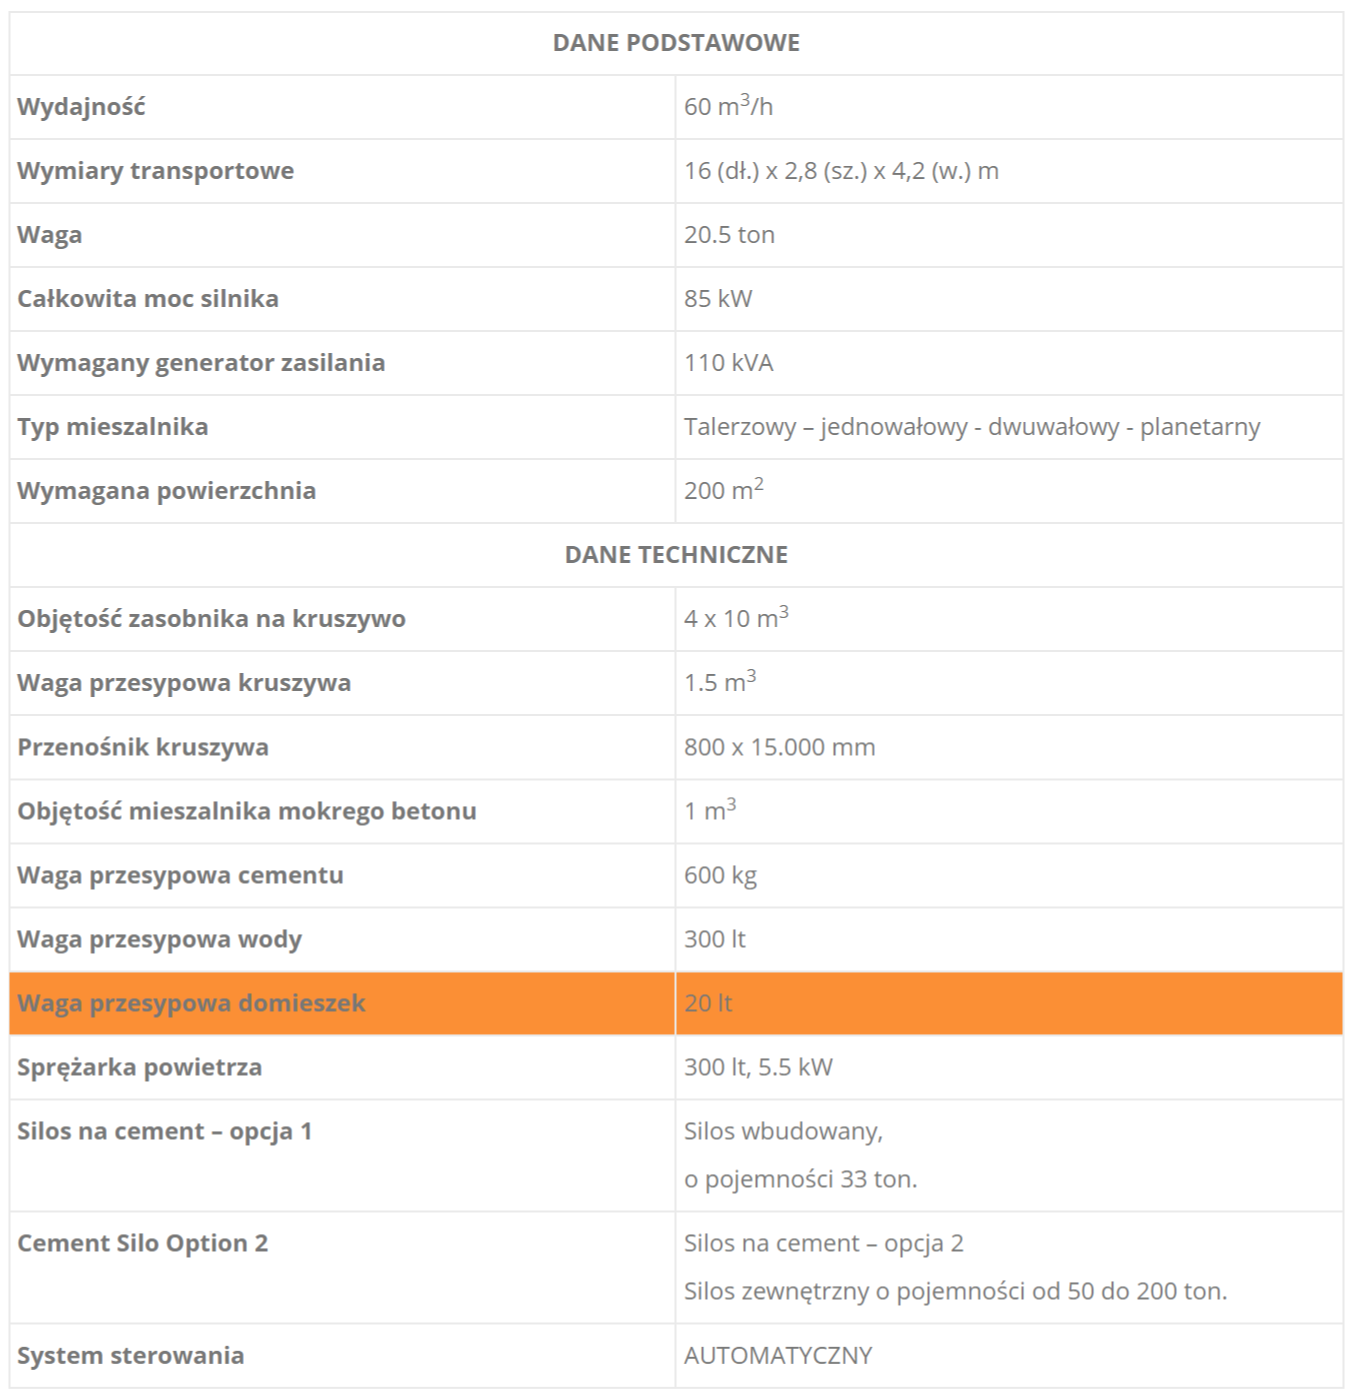 DANE PODSTAWOWE
Wydajność 60 m³/h
Wymiary transportowe 16 (dł.) x 2,8 (sz.) x 4,2 (w.) m
Waga 20.5 ton
Całkowita moc silnika 85 kW
Wymagany generator zasilania 110 kVA
Typ mieszalnika Talerzowy – jednowałowy - dwuwałowy - planetarny
Wymagana powierzchnia 200 m²
DANE TECHNICZNE
Objętość zasobnika na kruszywo 4 x 10 m³
Waga przesypowa kruszywa 1.5 m³
Przenośnik kruszywa 800 x 15.000 mm
Objętość mieszalnika mokrego betonu 1 m³
Waga przesypowa cementu 600 kg
Waga przesypowa wody 300 lt
Waga przesypowa domieszek 20 lt
Sprężarka powietrza 300 lt, 5.5 kW
Silos na cement – opcja 1 Silos wbudowany,
o pojemności 33 ton.
Cement Silo Option 2 Silos na cement – opcja 2
Silos zewnętrzny o pojemności od 50 do 200 ton.
System sterowania AUTOMATYCZNY